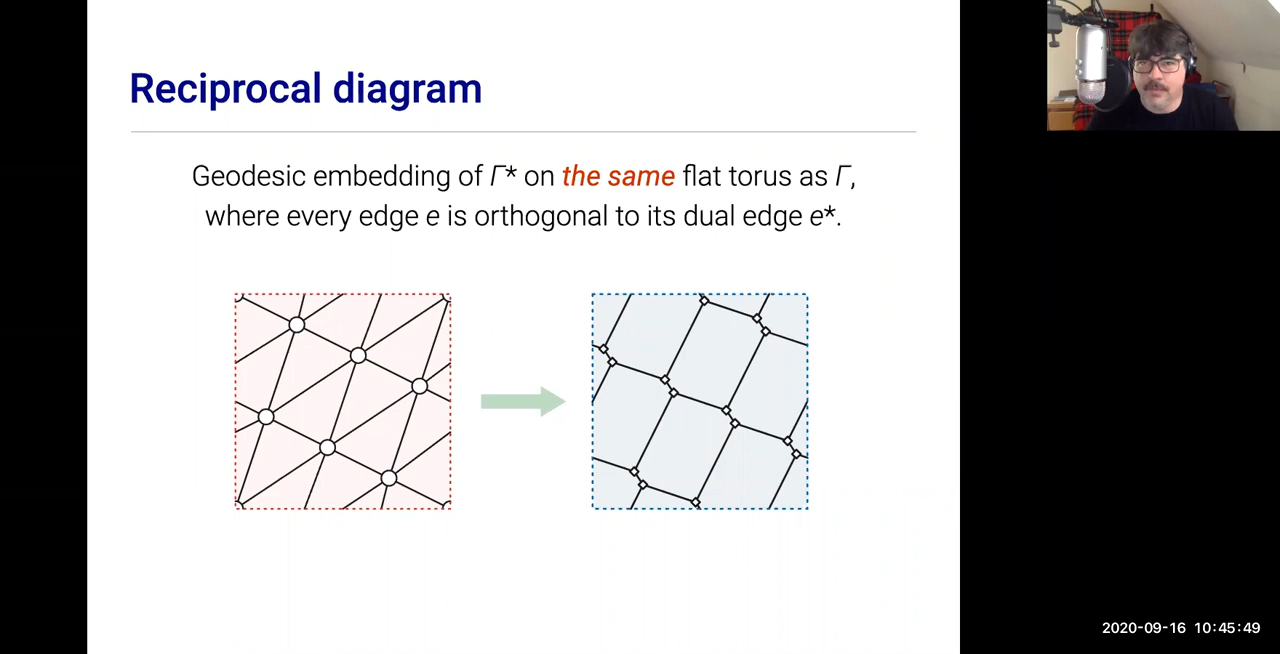 Reciprocal diagram
Geodesic embedding of Γ* on the same flat torus as Γ,
where every edge e is orthogonal to its dual edge e*.
2020-09-16 10:45:49